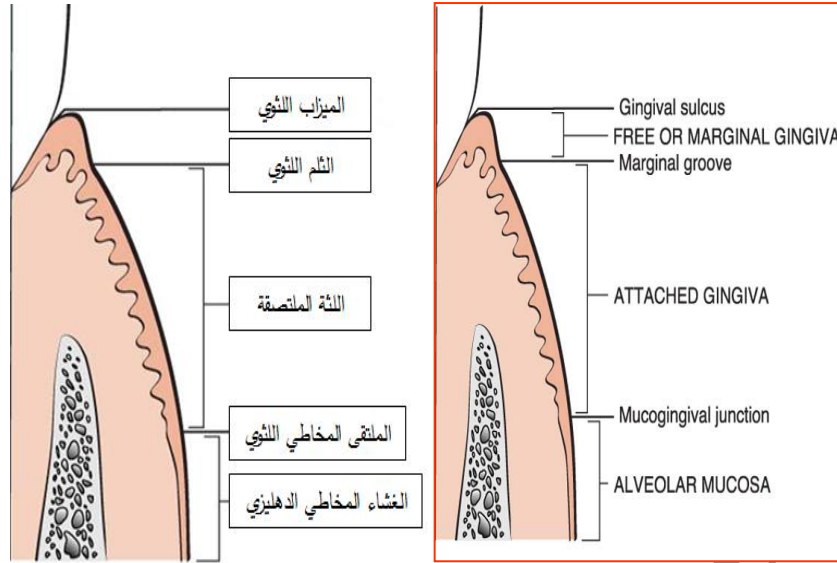 الميزاب اللثوي
الثلم اللثوي
اللثة الملتصقة
الملتقى المخاطي اللثوي
الغشاء المخاطي الدهليزي
Gingival sulcus
FREE OR MARGINAL GINGIVA
Marginal groove
ATTACHED GINGIVA
Mucogingival junction
ALVEOLAR MUCOSA